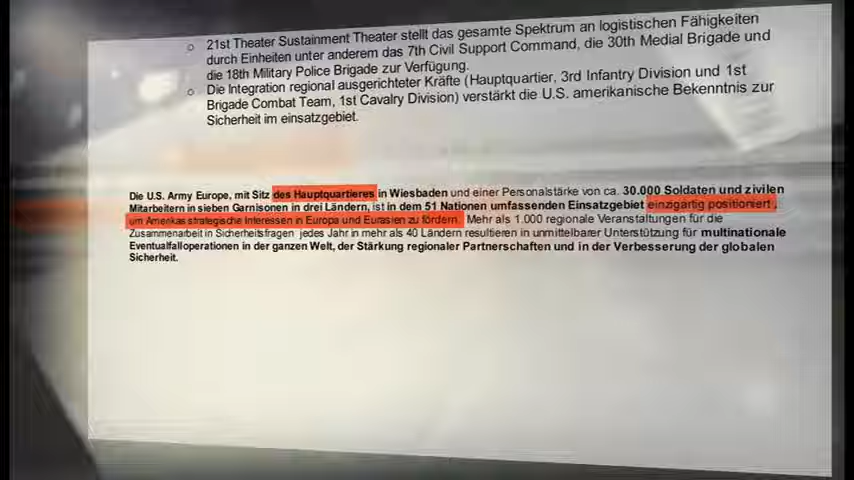 o 21st Theater Sustainment Theater stellt das gesamte Spektrum an logistischen Fähigkeiten
durch Einheiten unter anderem das 7th Civil Support Command, die 30th Medial Brigade und
die 18th Military Police Brigade zur Verfügung.
o Die Integration regional ausgerichteter Kräfte (Hauptquartier, 3rd Infantry Division und 1st
Brigade Combat Team, 1st Cavalry Division) verstärkt die U.S. amerikanische Bekenntnis zur
Sicherheit im einsatzgebiet.
Die U.S. Army Europe, mit Sitz des Hauptquartieres in Wiesbaden und einer Personalstärke von ca. 30.000 Soldaten und zivilen
Mitarbeitern in sieben Garnisonen in drei Ländern, ist in dem 51 Nationen umfassenden Einsatzgebiet einzigartig positioniert,
um Amerikas strategische Interessen in Europa und Eurasien zu fördern. Mehr als 1.000 regionale Veranstaltungen für die
Zusammenarbeit in Sicherheitsfragen jedes Jahr in mehr als 40 Ländern resultieren in unmittelbarer Unterstützung für multinationale
Eventualfalloperationen in der ganzen Welt, der Stärkung regionaler Partnerschaften und in der Verbesserung der globalen
Sicherheit.